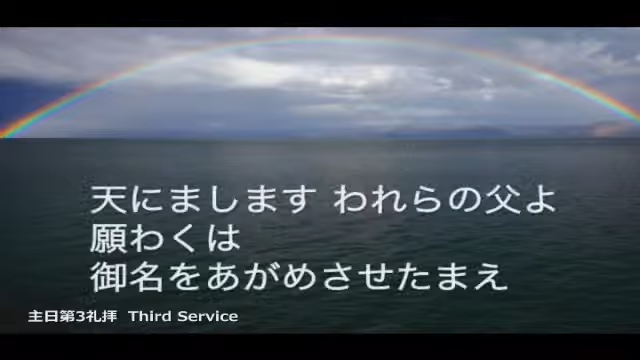 天にまします われらの父よ
願わくは
御名をあがめさせたまえ
主日第3礼拝 Third Service